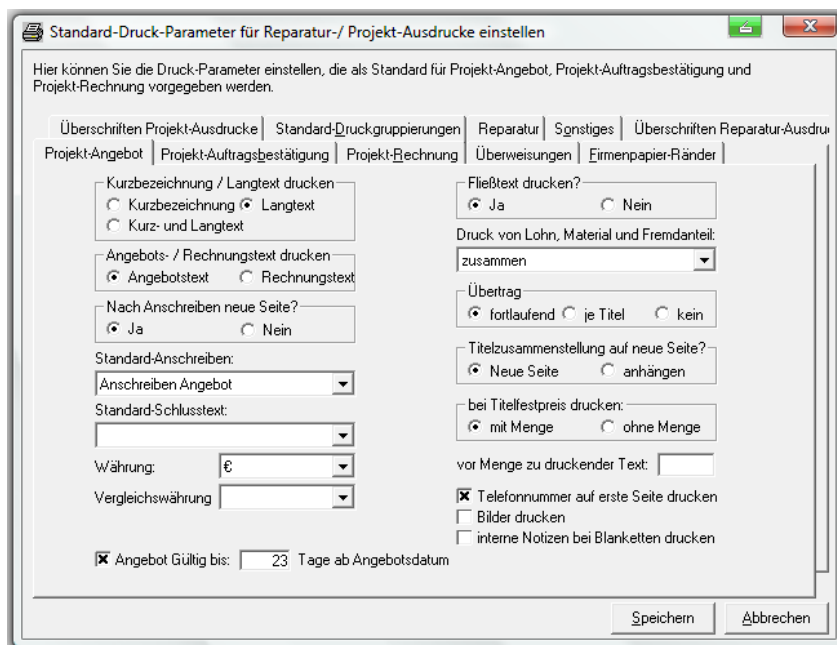 Standard-Druck-Parameter für Reparatur-/ Projekt-Ausdrucke einstellen
Hier können Sie die Druck-Parameter einstellen, die als Standard für Projekt-Angebot, Projekt-Auftragsbestätigung und
Projekt-Rechnung vorgegeben werden.
Überschriften Projekt-Ausdrucke Standard-Druckgruppierungen Reparatur Sonstiges Überschriften Reparatur-Ausdru
Projekt-Angebot Projekt-Auftragsbestätigung Projekt-Rechnung Überweisungen Firmenpapier-Ränder
Kurzbezeichnung / Langtext drucken
Kurzbezeichnung Langtext
Kurz- und Langtext
Angebots- / Rechnungstext drucken
Angebotstext Rechnungstext
Nach Anschreiben neue Seite?
Ja Nein
Standard-Anschreiben:
Anschreiben Angebot
Standard-Schlusstext:
Währung: €
Vergleichswährung
Angebot Gültig bis: 23 Tage ab Angebotsdatum
Fließtext drucken?
Ja Nein
Druck von Lohn, Material und Fremdanteil:
zusammen
Übertrag
fortlaufend je Titel kein
Titelzusammenstellung auf neue Seite?
Neue Seite anhängen
bei Titelfestpreis drucken:
mit Menge ohne Menge
vor Menge zu druckender Text:
Telefonnummer auf erste Seite drucken
Bilder drucken
interne Notizen bei Blanketten drucken
Speichern Abbrechen